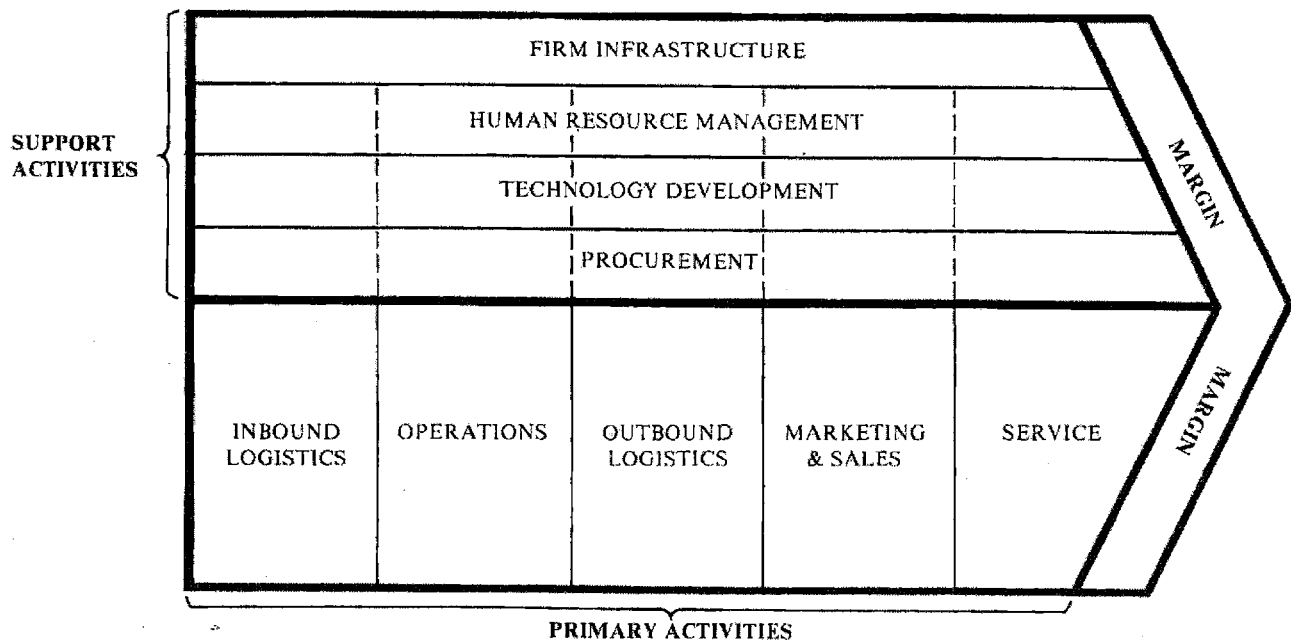 FIRM INFRASTRUCTURE
HUMAN RESOURCE MANAGEMENT
SUPPORT
ACTIVITIES
TECHNOLOGY DEVELOPMENT
PROCUREMENT
MARGIN
MARGIN
INBOUND
LOGISTICS
OPERATIONS
OUTBOUND
LOGISTICS
MARKETING
& SALES
SERVICE
PRIMARY ACTIVITIES